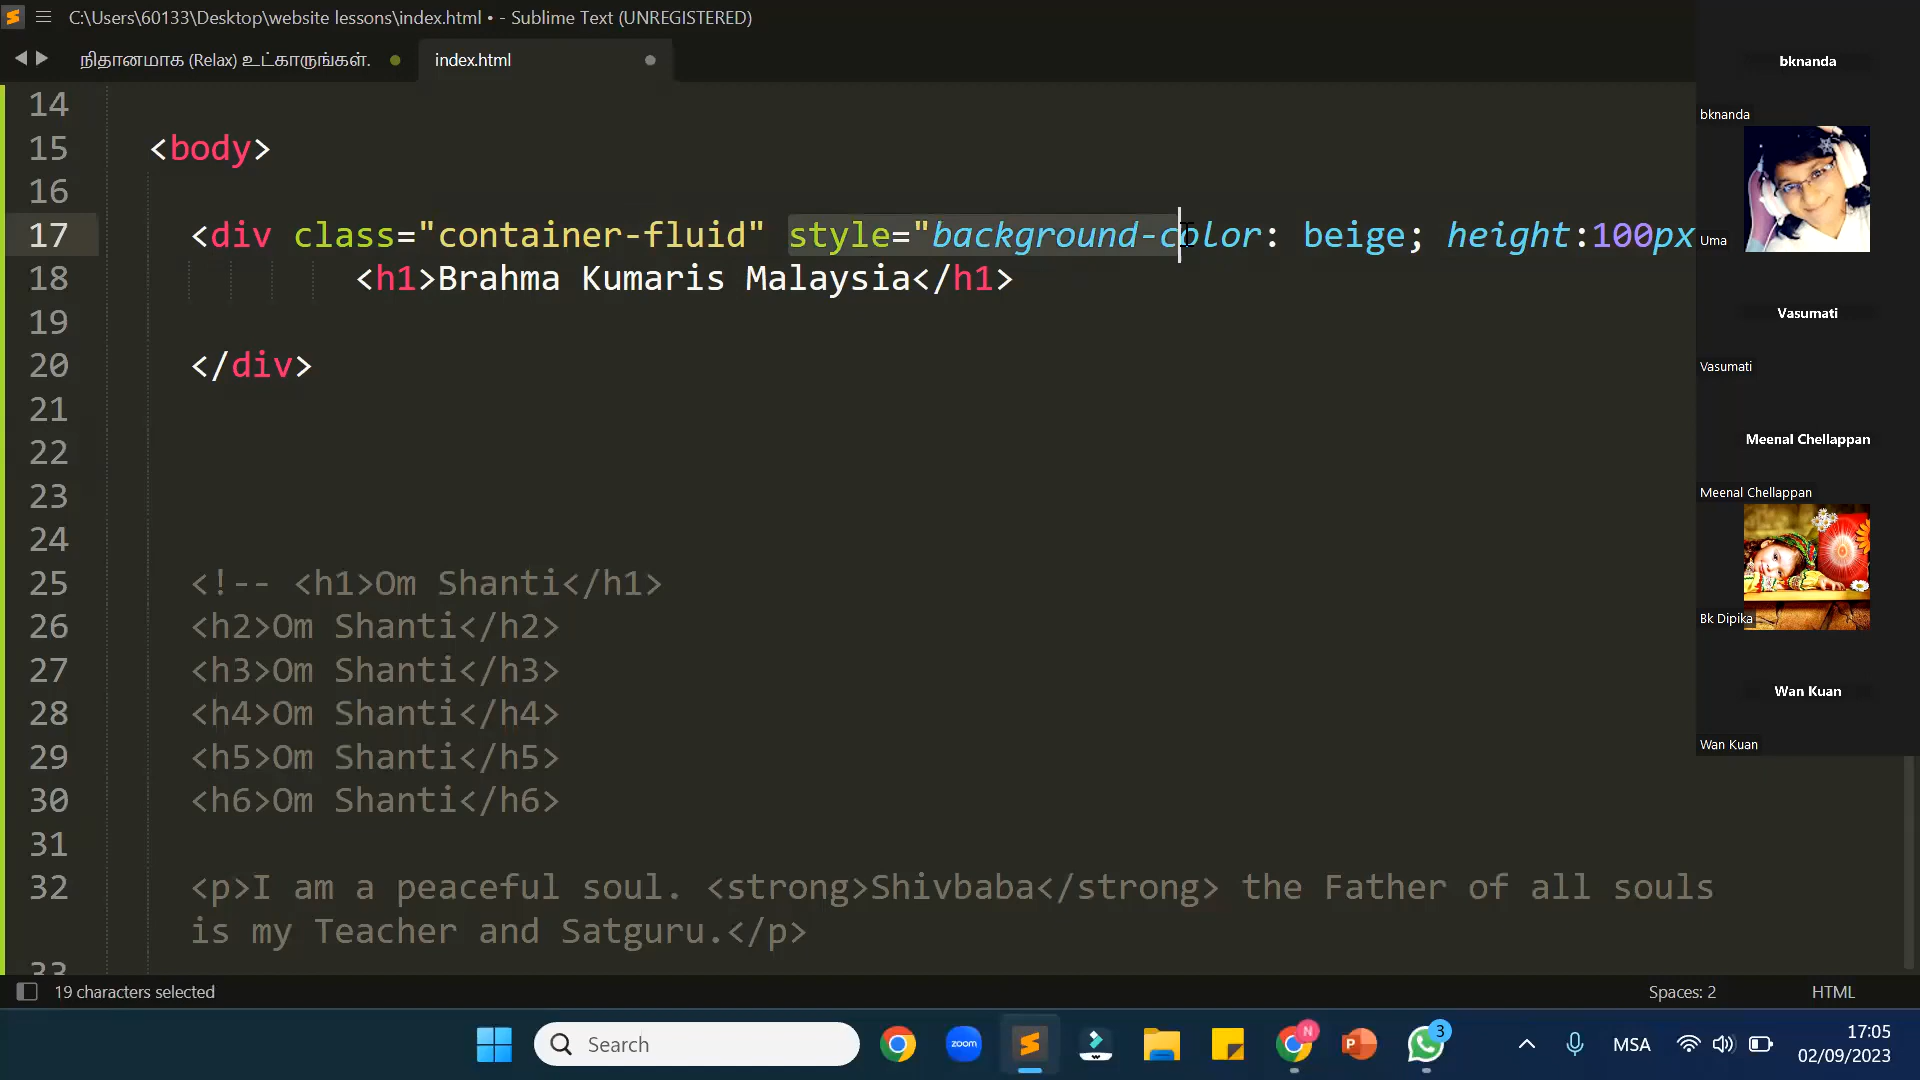 C:\Users\60133\Desktop\website lessons\index.html • - Sublime Text (UNREGISTERED)
நிதானமாக (Relax) உட்காருங்கள்.
index.html
14
15 <body>
16
17 <div class="container-fluid" style="background-color: beige; height:100px
18 <h1>Brahma Kumaris Malaysia</h1>
19
20 </div>
21
22
23
24
25 <!-- <h1>Om Shanti</h1>
26 <h2>Om Shanti</h2>
27 <h3>Om Shanti</h3>
28 <h4>Om Shanti</h4>
29 <h5>Om Shanti</h5>
30 <h6>Om Shanti</h6>
31
32 <p>I am a peaceful soul. <strong>Shivbaba</strong> the Father of all souls
is my Teacher and Satguru.</p>
33
bknanda
bknanda
Uma
Vasumati
Vasumati
Meenal Chellappan
Meenal Chellappan
Bk Dipika
Wan Kuan
Wan Kuan
19 characters selected
Spaces: 2
HTML
Search
zoom
N
P
3
MSA
17:05
02/09/2023